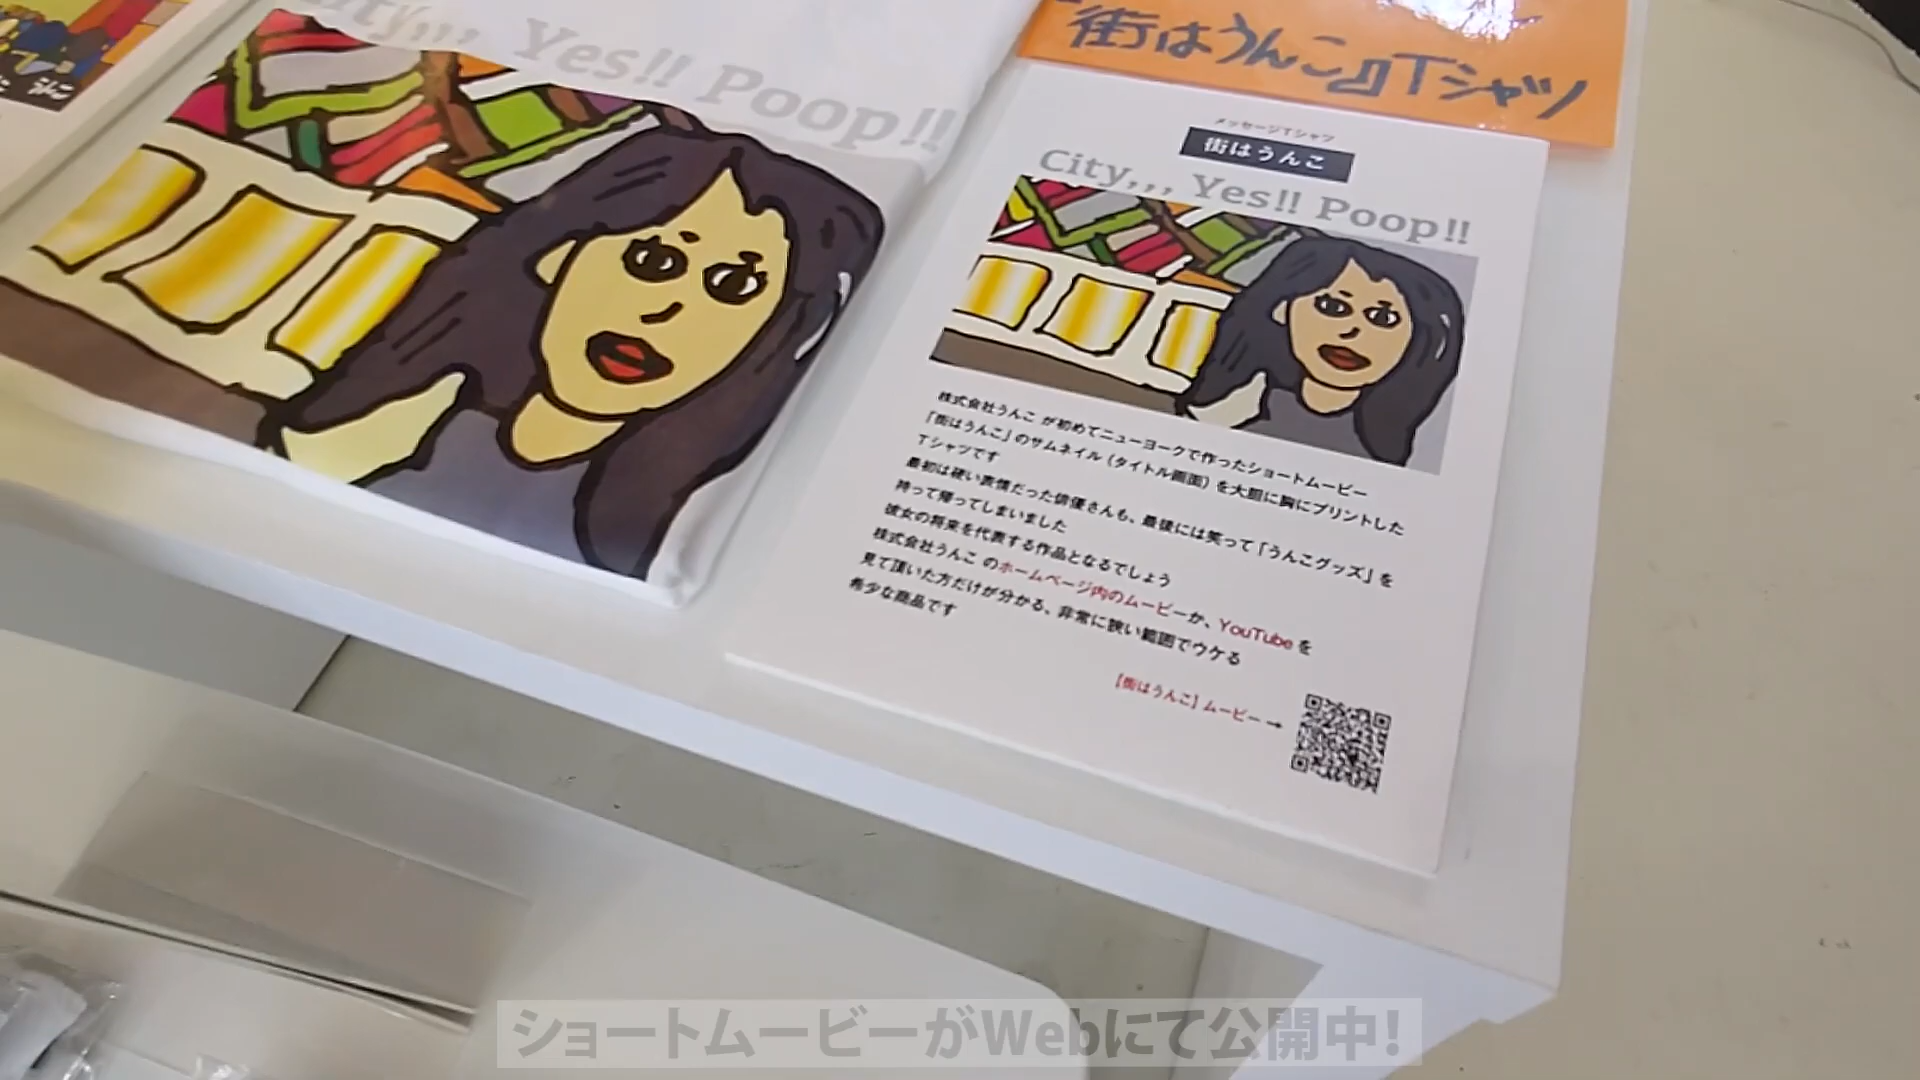 City,,, Yes!! Poop!!
『街はうんこ』Tシャツ
メッセージTシャツ
街はうんこ
City,,, Yes!! Poop!!
株式会社うんこ が初めてニューヨークで作ったショートムービー
「街はうんこ」のサムネイル（タイトル画面）を大胆に胸にプリントした
Tシャツです
最初は硬い表情だった俳優さんも、最後には笑って「うんこグッズ」を
持って帰ってしまいました
彼女の将来を代表する作品となるでしょう
株式会社うんこ のホームページ内のムービーか、YouTubeを
見て頂いた方だけが分かる、非常に狭い範囲でウケる
希少な商品です
【街はうんこ】ムービー→
ショートムービーがWebにて公開中!